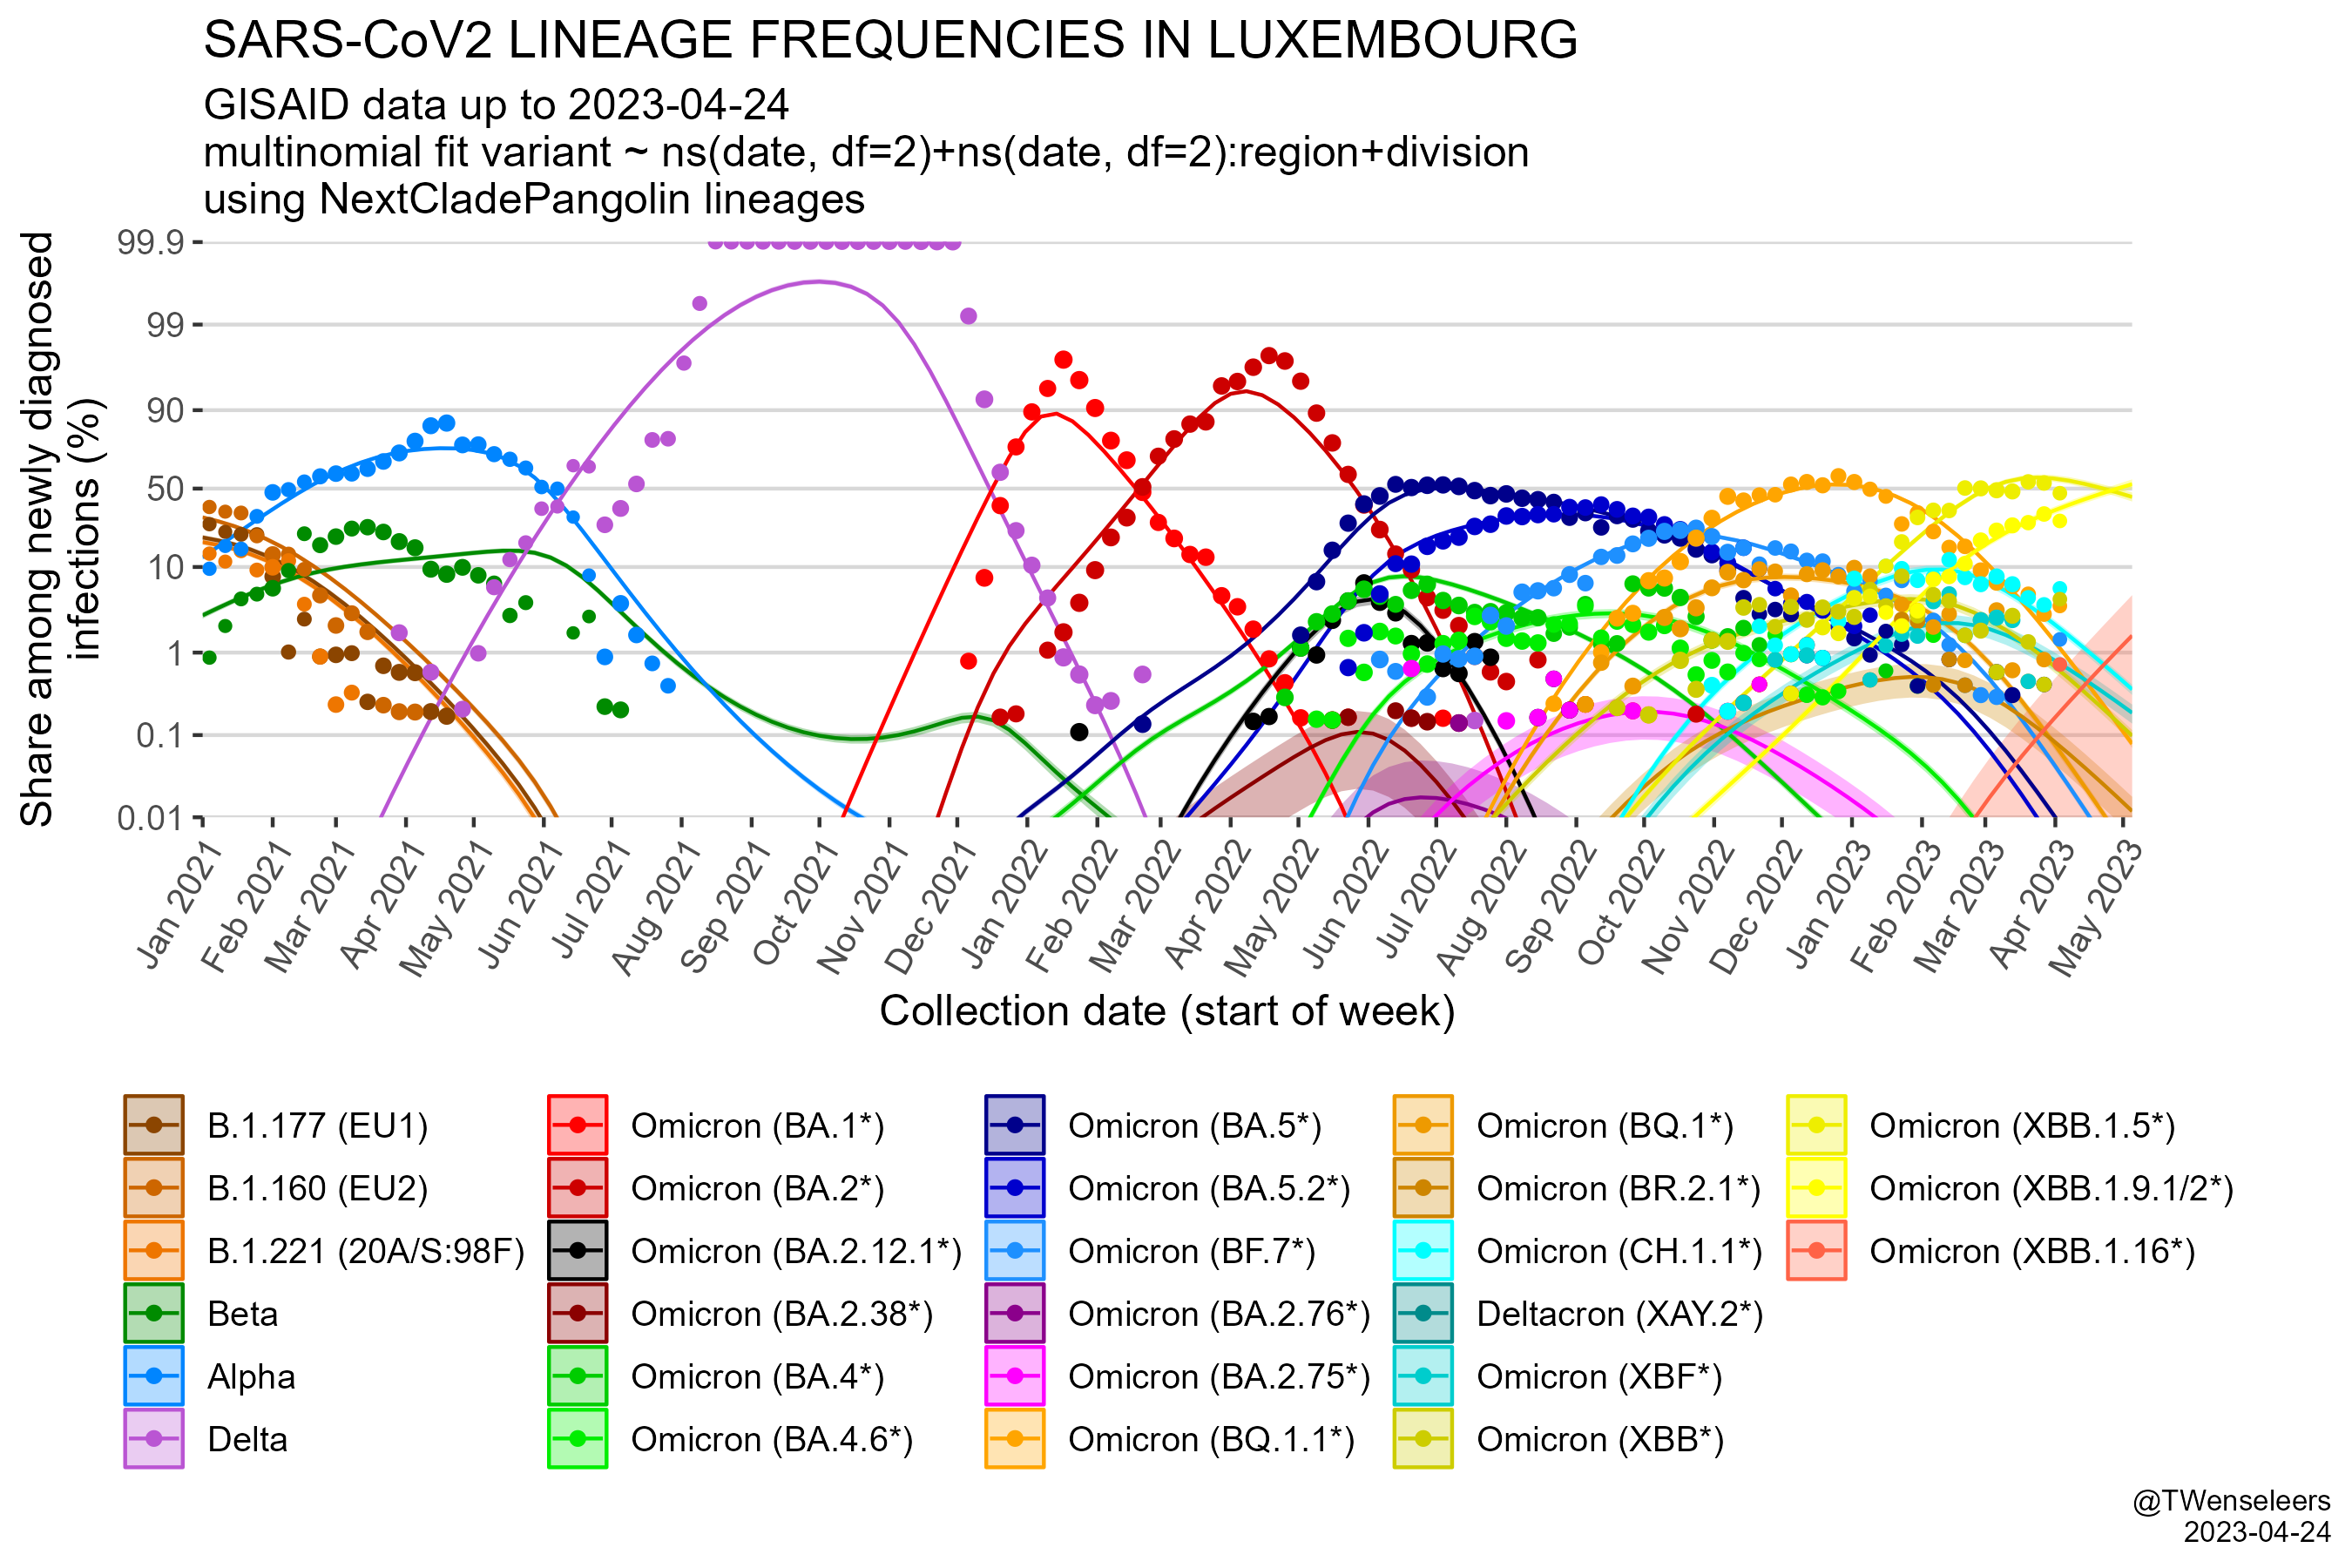 SARS-CoV2 LINEAGE FREQUENCIES IN LUXEMBOURG
GISAID data up to 2023-04-24
multinomial fit variant ~ ns(date, df=2)+ns(date, df=2):region+division
using NextCladePangolin lineages
Share among newly diagnosed
infections (%)
99.9
99
90
50
10
1
0.1
0.01
Jan 2021
Feb 2021
Mar 2021
Apr 2021
May 2021
Jun 2021
Jul 2021
Aug 2021
Sep 2021
Oct 2021
Nov 2021
Dec 2021
Jan 2022
Feb 2022
Mar 2022
Apr 2022
May 2022
Jun 2022
Jul 2022
Aug 2022
Sep 2022
Oct 2022
Nov 2022
Dec 2022
Jan 2023
Feb 2023
Mar 2023
Apr 2023
May 2023
Collection date (start of week)
B.1.177 (EU1)
B.1.160 (EU2)
B.1.221 (20A/S:98F)
Beta
Alpha
Delta
Omicron (BA.1*)
Omicron (BA.2*)
Omicron (BA.2.12.1*)
Omicron (BA.2.38*)
Omicron (BA.4*)
Omicron (BA.4.6*)
Omicron (BA.5*)
Omicron (BA.5.2*)
Omicron (BF.7*)
Omicron (BA.2.76*)
Omicron (BA.2.75*)
Omicron (BQ.1.1*)
Omicron (BQ.1*)
Omicron (BR.2.1*)
Omicron (CH.1.1*)
Deltacron (XAY.2*)
Omicron (XBF*)
Omicron (XBB*)
Omicron (XBB.1.5*)
Omicron (XBB.1.9.1/2*)
Omicron (XBB.1.16*)
@TWenseleers
2023-04-24